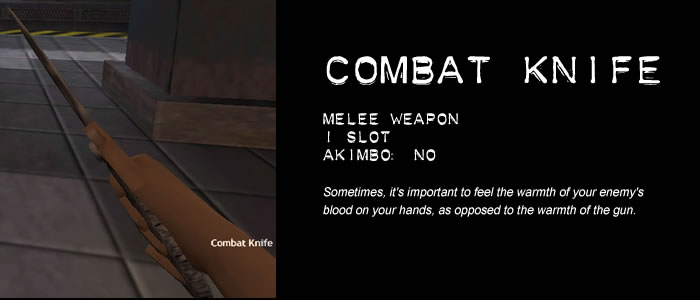 COMBAT KNIFE
MELEE WEAPON
1 SLOT
AKIMBO: NO
Sometimes, it's important to feel the warmth of your enemy's
blood on your hands, as opposed to the warmth of the gun.
Combat Knife